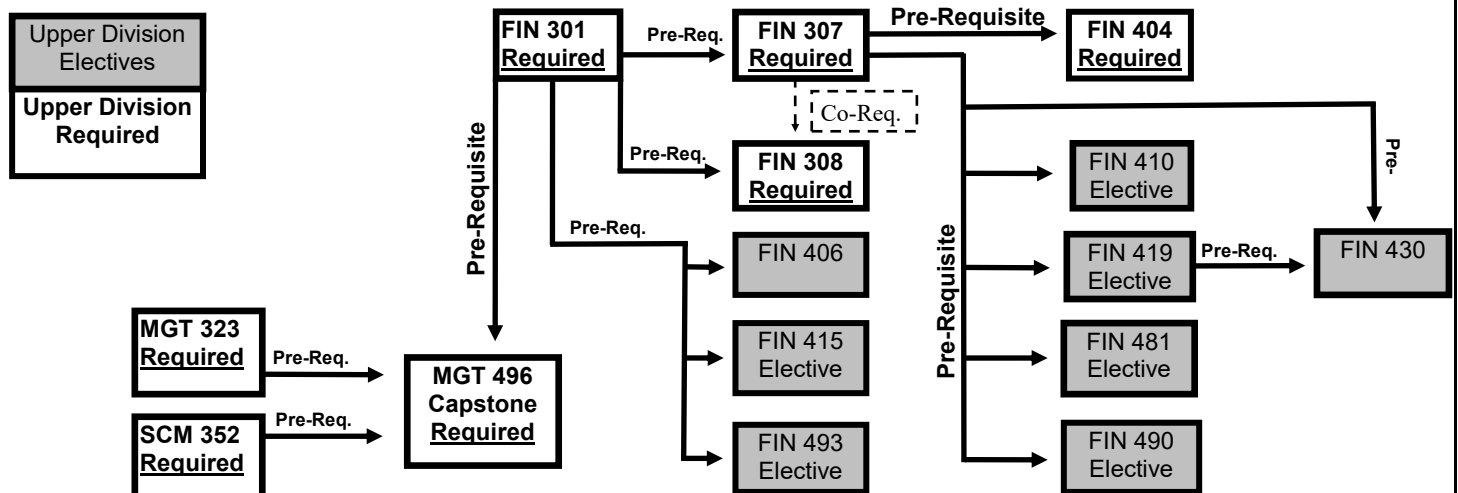 Upper Division
Electives
Upper Division
Required
FIN 301
Required
Pre-Req.
FIN 307
Required
Pre-Requisite
FIN 404
Required
Co-Req.
Pre-Req.
FIN 308
Required
Pre-Requisite
Pre-Req.
FIN 406
FIN 415
Elective
FIN 493
Elective
Pre-Requisite
FIN 410
Elective
FIN 419
Elective
Pre-Req.
FIN 430
Pre-
FIN 481
Elective
FIN 490
Elective
MGT 323
Required
Pre-Req.
SCM 352
Required
Pre-Req.
MGT 496
Capstone
Required